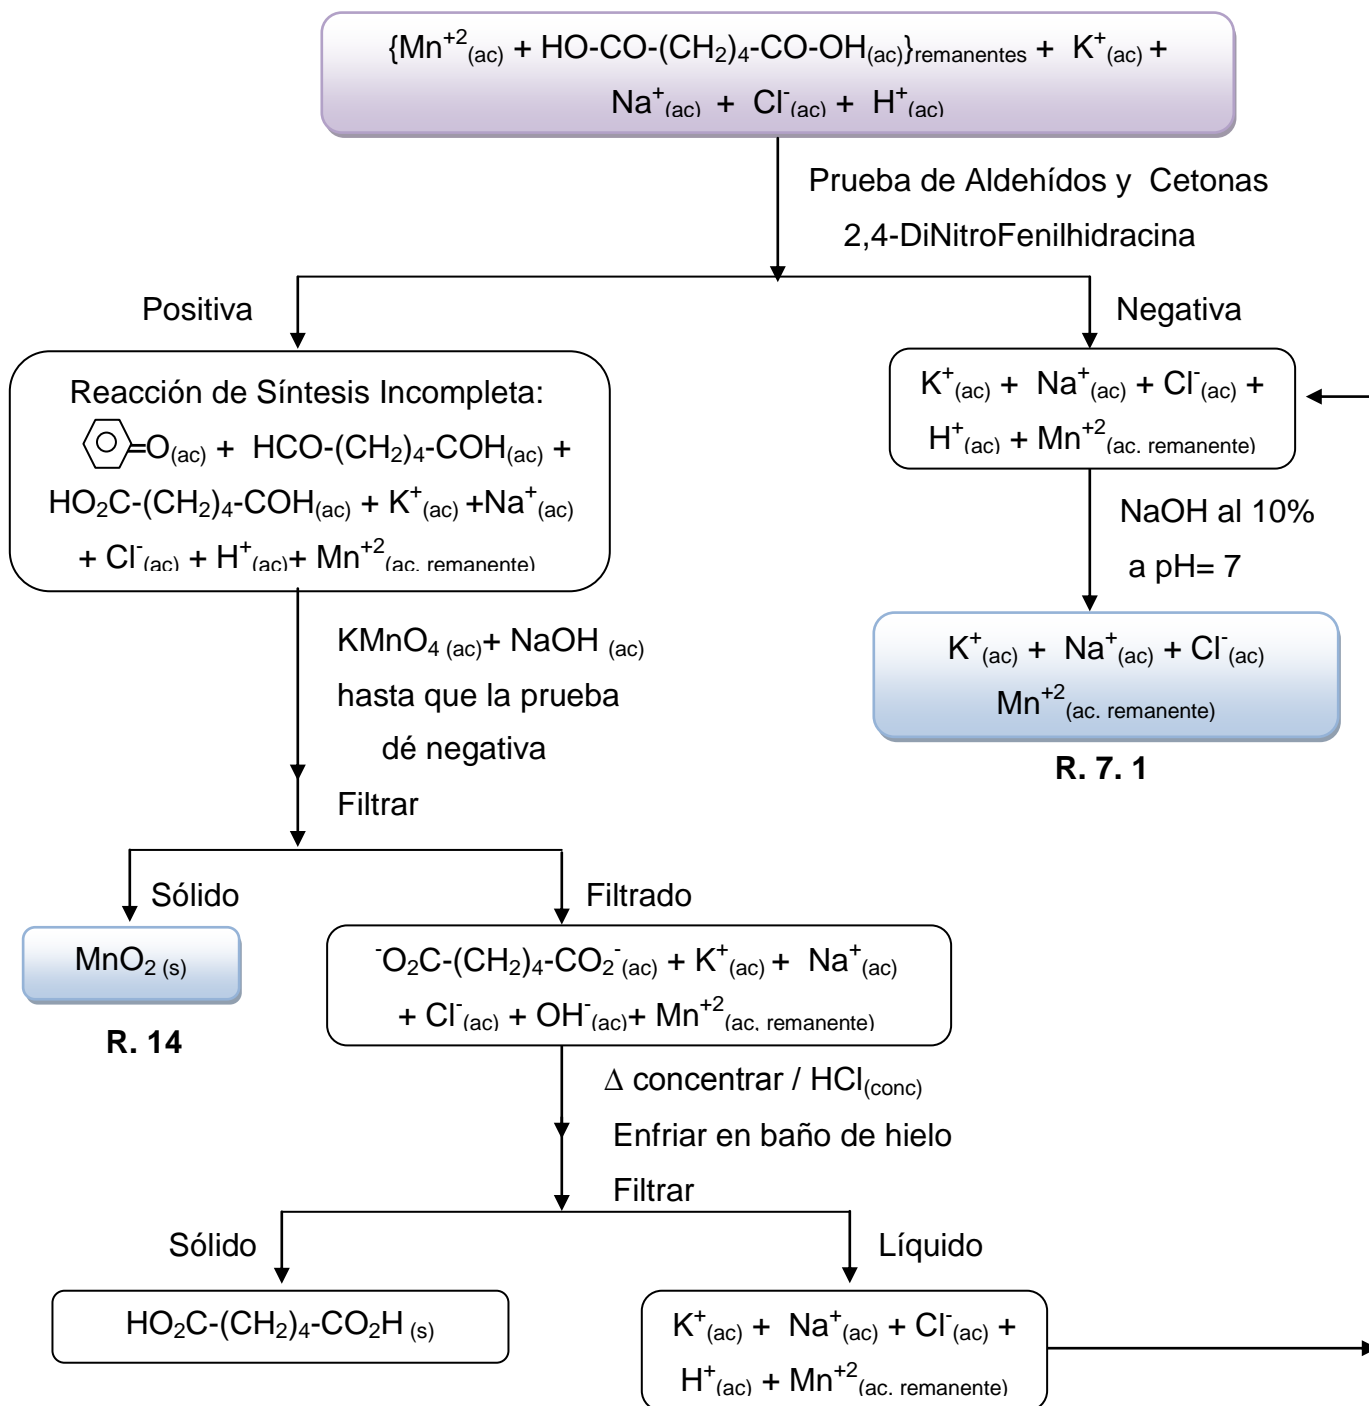 {Mn⁺²(ac) + HO-CO-(CH₂)₄-CO-OH(ac)}remanentes + K⁺(ac) +
Na⁺(ac) + Cl⁻(ac) + H⁺(ac)
Prueba de Aldehídos y Cetonas
2,4-DiNitroFenilhidracina
Positiva
Negativa
Reacción de Síntesis Incompleta:
=O(ac) + HCO-(CH₂)₄-COH(ac) +
HO₂C-(CH₂)₄-COH(ac) + K⁺(ac) +Na⁺(ac)
+ Cl⁻(ac) + H⁺(ac)+ Mn⁺²(ac. remanente)
K⁺(ac) + Na⁺(ac) + Cl⁻(ac) +
H⁺(ac) + Mn⁺²(ac. remanente)
NaOH al 10%
a pH= 7
K⁺(ac) + Na⁺(ac) + Cl⁻(ac)
Mn⁺²(ac. remanente)
R. 7. 1
KMnO₄ (ac)+ NaOH (ac)
hasta que la prueba
dé negativa
Filtrar
Sólido
Filtrado
MnO₂ (s)
R. 14
⁻O₂C-(CH₂)₄-CO₂⁻(ac) + K⁺(ac) + Na⁺(ac)
+ Cl⁻(ac) + OH⁻(ac)+ Mn⁺²(ac. remanente)
Δ concentrar / HCl(conc)
Enfriar en baño de hielo
Filtrar
Sólido
Líquido
HO₂C-(CH₂)₄-CO₂H (s)
K⁺(ac) + Na⁺(ac) + Cl⁻(ac) +
H⁺(ac) + Mn⁺²(ac. remanente)